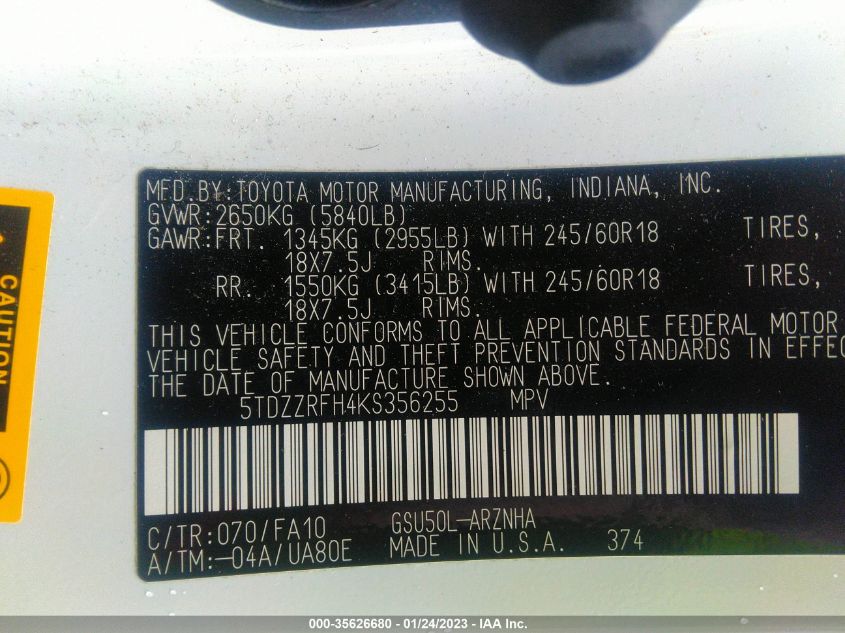 MFD.BY:TOYOTA MOTOR MANUFACTURING, INDIANA, INC.
GVWR:2650KG (5840LB)
GAWR:FRT. 1345KG (2955LB) WITH 245/60R18 TIRES,
18X7.5J RIMS.
RR. 1550KG (3415LB) WITH 245/60R18 TIRES,
18X7.5J RIMS.
THIS VEHICLE CONFORMS TO ALL APPLICABLE FEDERAL MOTOR
VEHICLE SAFETY AND THEFT PREVENTION STANDARDS IN EFFEC
THE DATE OF MANUFACTURE SHOWN ABOVE.
5TDZZRFH4KS356255 MPV
C/TR:070/FA10 GSU50L-ARZNHA
A/TM:-04A/UA80E MADE IN U.S.A. 374
CAUTION
000-35626680 - 01/24/2023 - IAA Inc.